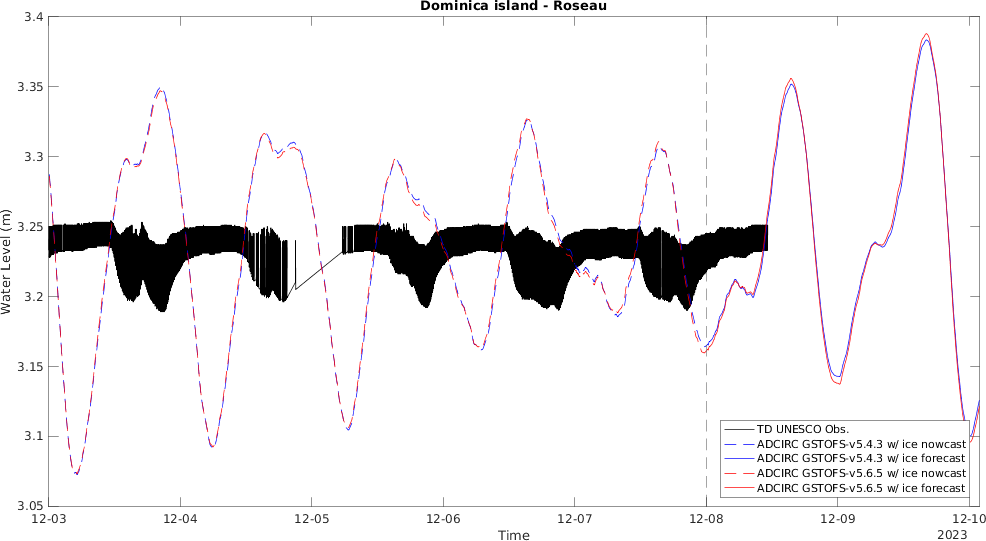 Dominica island - Roseau
3.4
3.35
3.3
3.25
3.2
3.15
3.1
3.05
Water Level (m)
12-03
12-04
12-05
12-06
12-07
12-08
12-09
12-10
Time
2023
TD UNESCO Obs.
ADCIRC GSTOFS-v5.4.3 w/ ice nowcast
ADCIRC GSTOFS-v5.4.3 w/ ice forecast
ADCIRC GSTOFS-v5.6.5 w/ ice nowcast
ADCIRC GSTOFS-v5.6.5 w/ ice forecast